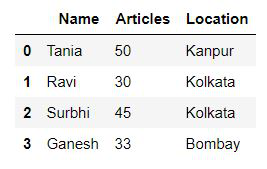 Name Articles Location
0 Tania 50 Kanpur
1 Ravi 30 Kolkata
2 Surbhi 45 Kolkata
3 Ganesh 33 Bombay